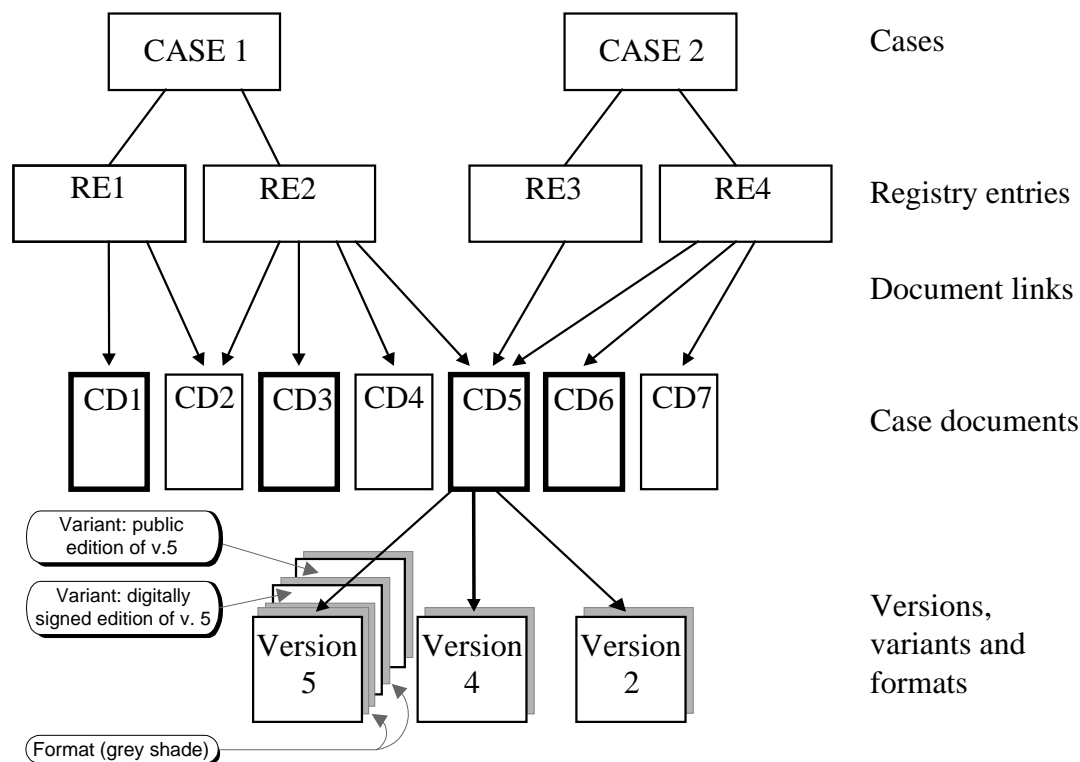 CASE 1
CASE 2
Cases
RE1
RE2
RE3
RE4
Registry entries
Document links
CD1
CD2
CD3
CD4
CD5
CD6
CD7
Case documents
Variant: public
edition of v.5
Variant: digitally
signed edition of v. 5
Version
5
Version
4
Version
2
Versions,
variants and
formats
Format (grey shade)